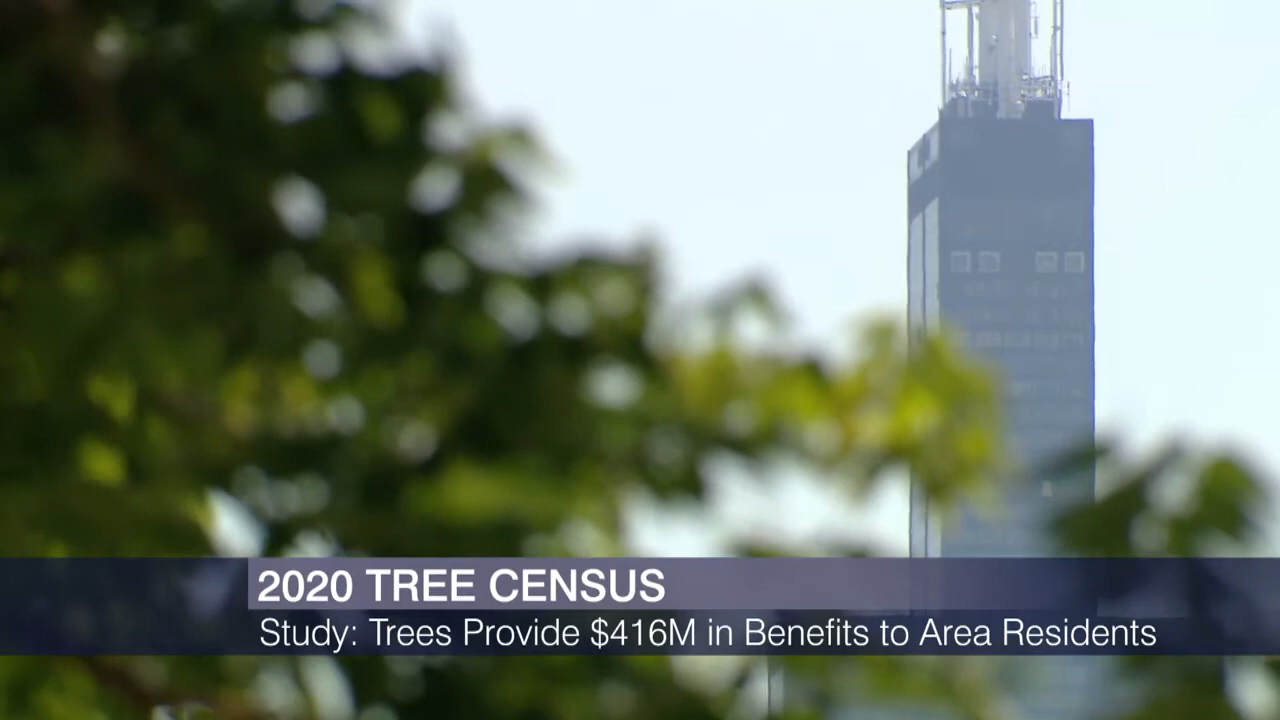 2020 TREE CENSUS
Study: Trees Provide $416M in Benefits to Area Residents